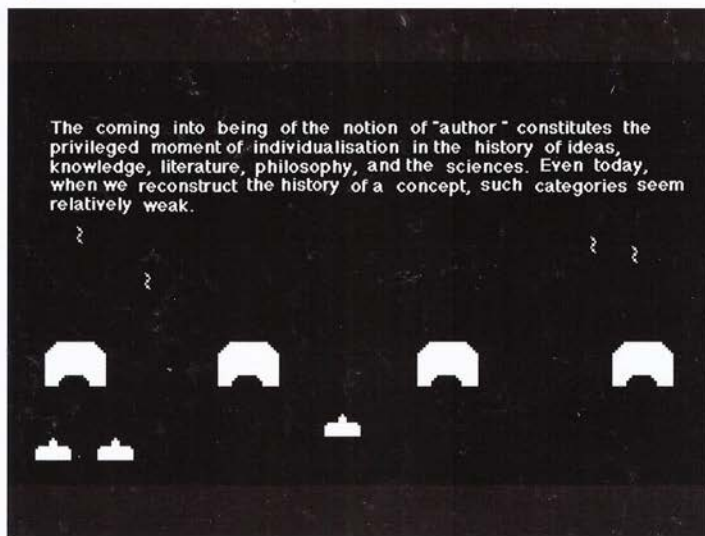 The coming into being of the notion of "author" constitutes the
privileged moment of individualisation in the history of ideas,
knowledge, literature, philosophy, and the sciences. Even today,
when we reconstruct the history of a concept, such categories seem
relatively weak.